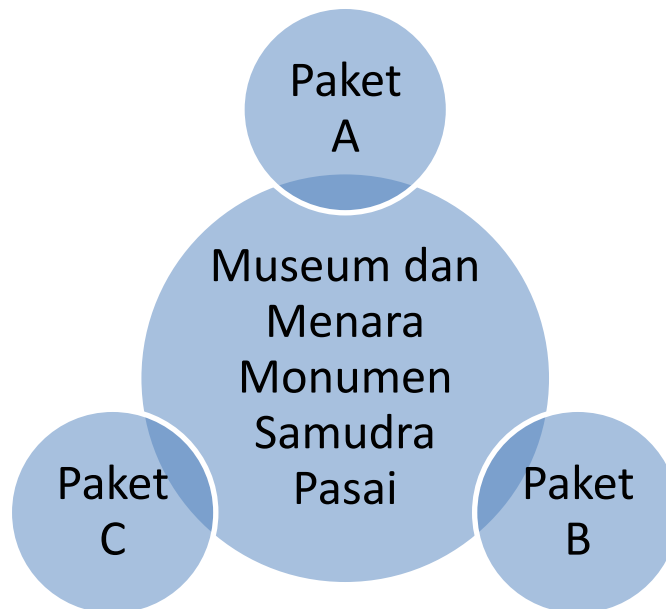 Paket
A
Museum dan
Menara
Monumen
Samudra
Pasai
Paket
C
Paket
B